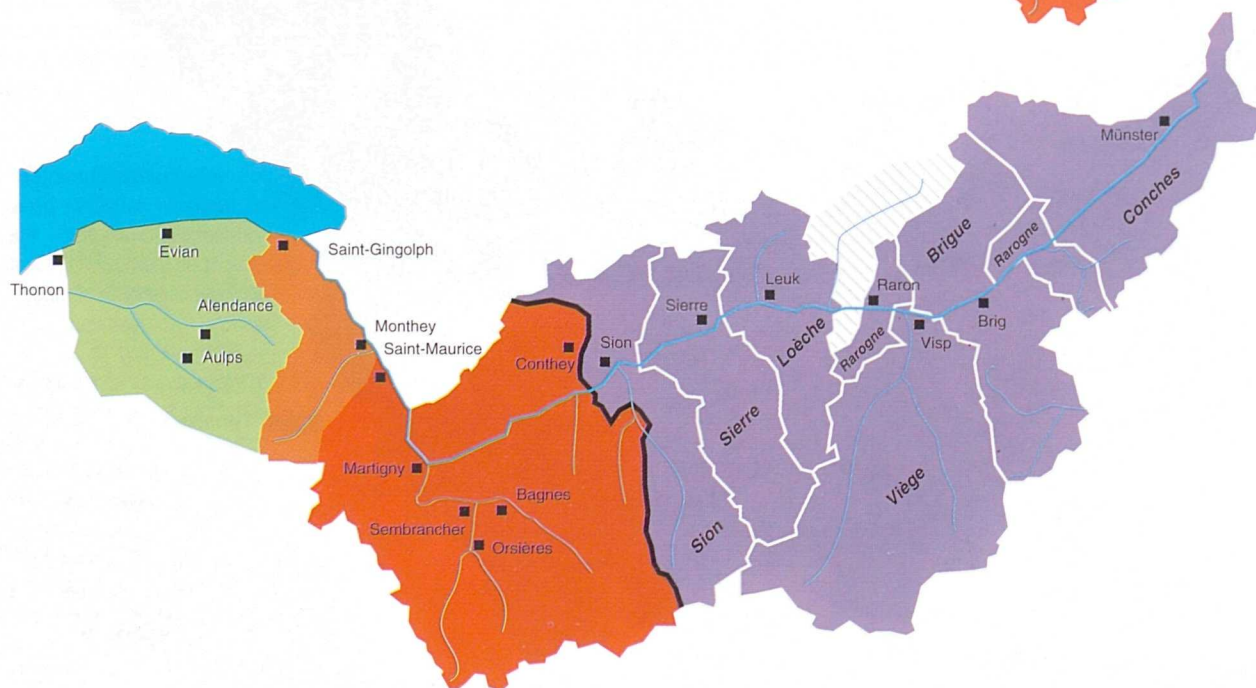 Münster
Conches
Rarogne
Brigue
Evian
Saint-Gingolph
Thonon
Leuk
Raron
Brig
Alendance
Sierre
Monthey
Saint-Maurice
Aulps
Sion
Visp
Conthey
Loèche
Rarogne
Sierre
Martigny
Viège
Bagnes
Sembrancher
Orsières
Sion